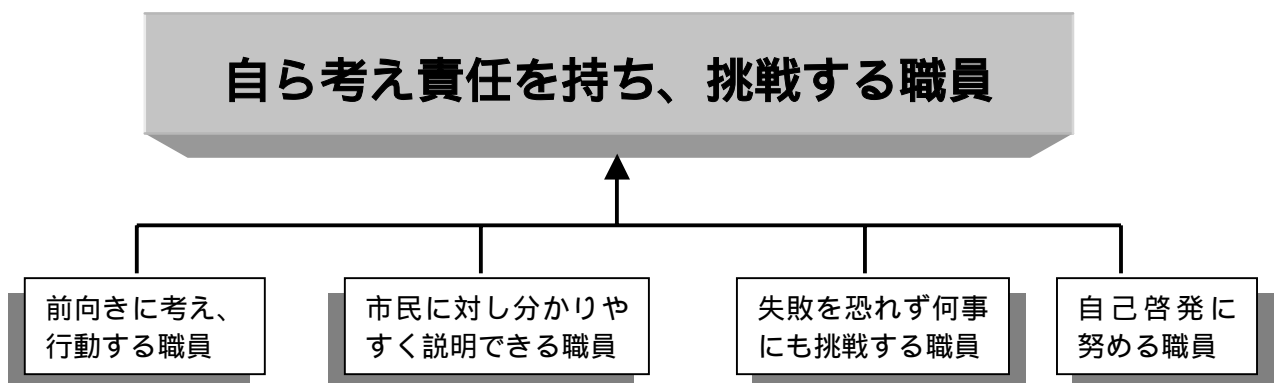 自ら考え責任を持ち、挑戦する職員
前向きに考え、
行動する職員
市民に対し分かりや
すく説明できる職員
失敗を恐れず何事
にも挑戦する職員
自己啓発に
努める職員